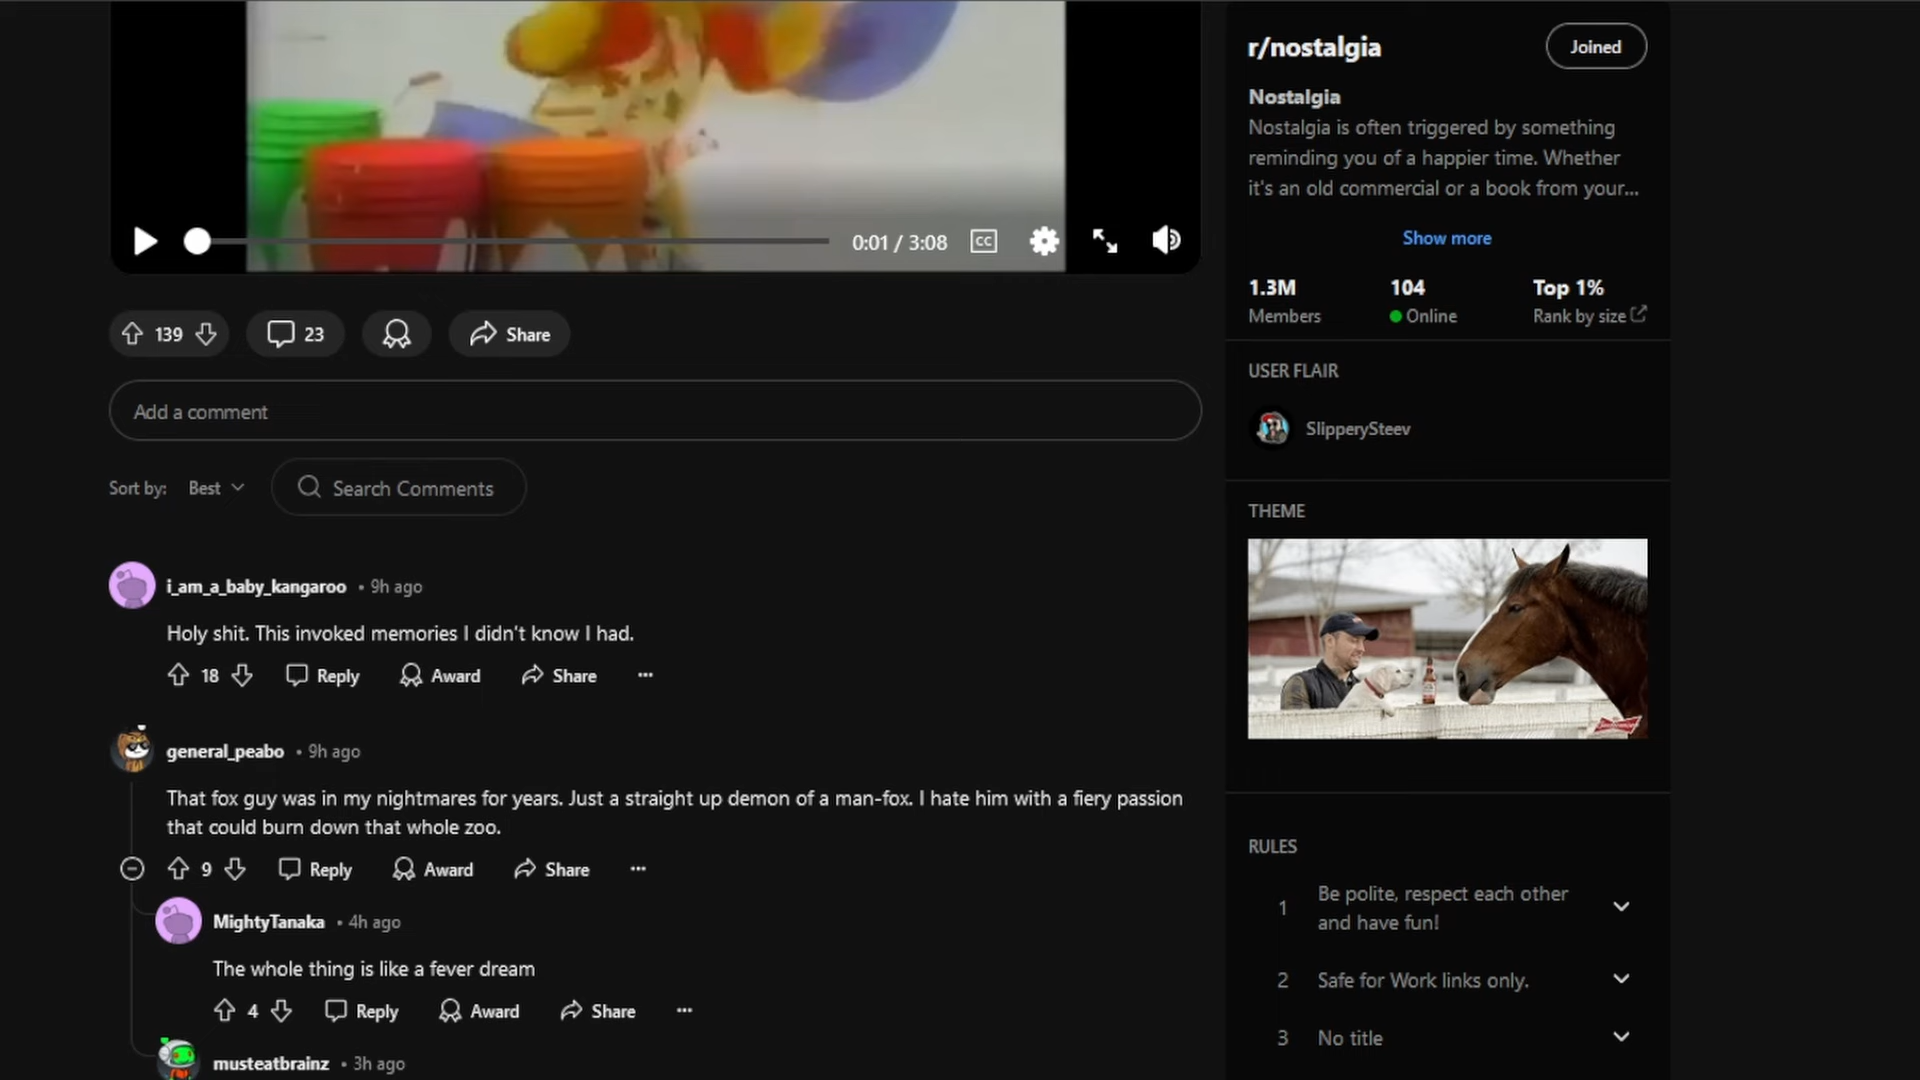 r/nostalgia
Joined
Nostalgia
Nostalgia is often triggered by something
reminding you of a happier time. Whether
it's an old commercial or a book from your...
Show more
1.3M
Members
104
Online
Top 1%
Rank by size
0:01 / 3:08
CC
139
23
Share
Add a comment
Sort by: Best
Search Comments
USER FLAIR
SlipperySteev
THEME
i_am_a_baby_kangaroo • 9h ago
Holy shit. This invoked memories I didn't know I had.
18 Reply Award Share ...
general_peabo • 9h ago
That fox guy was in my nightmares for years. Just a straight up demon of a man-fox. I hate him with a fiery passion
that could burn down that whole zoo.
9 Reply Award Share ...
MightyTanaka • 4h ago
The whole thing is like a fever dream
4 Reply Award Share ...
musteatbrainz • 3h ago
RULES
1 Be polite, respect each other
and have fun!
2 Safe for Work links only.
3 No title